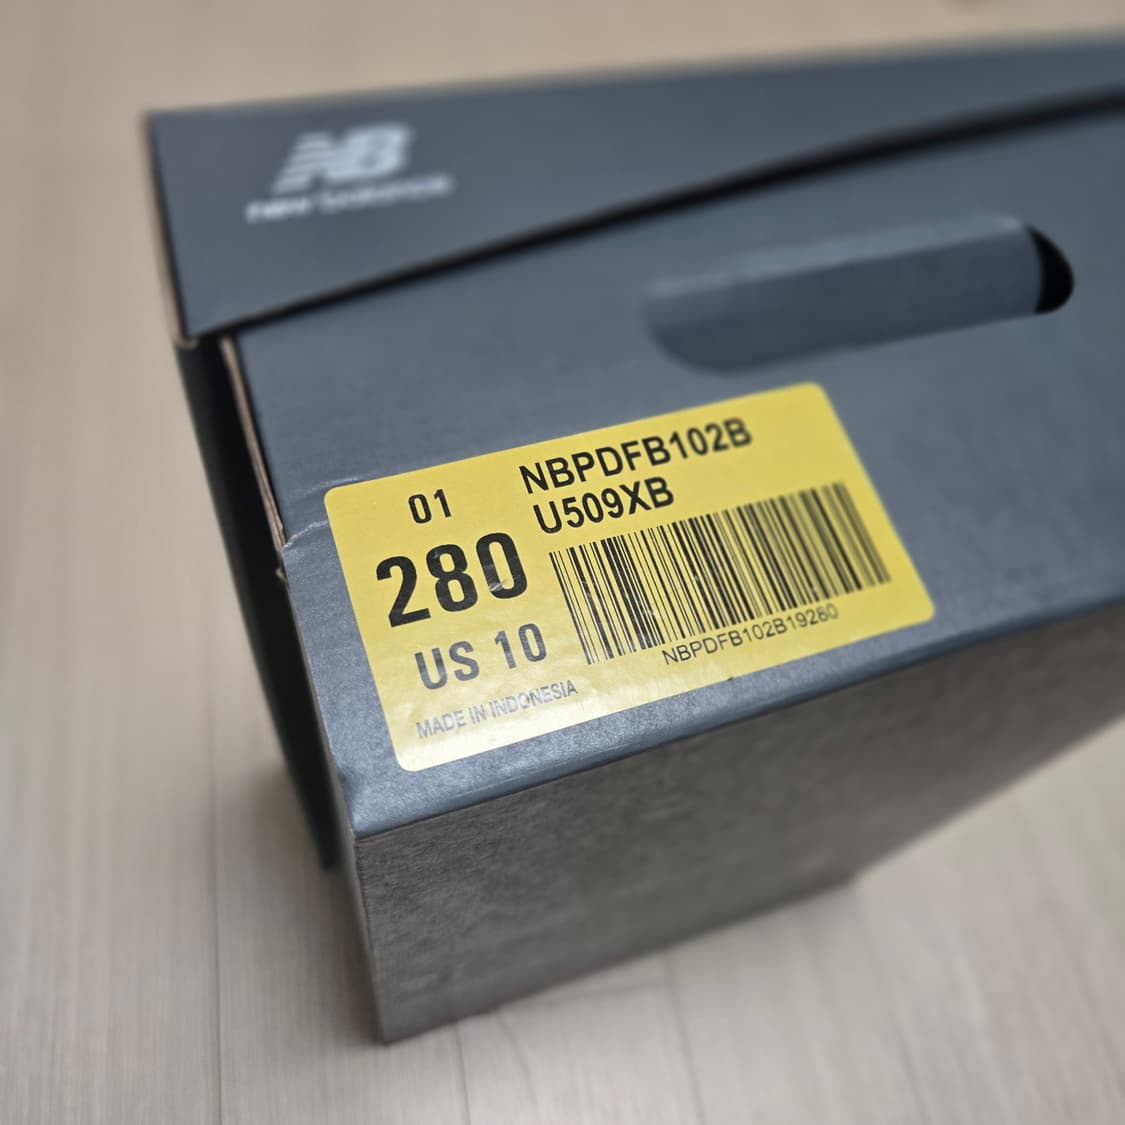 NB
new balance
01
NBPDFB102B
U509XB
280
US 10
NBPDFB102B19280
MADE IN INDONESIA